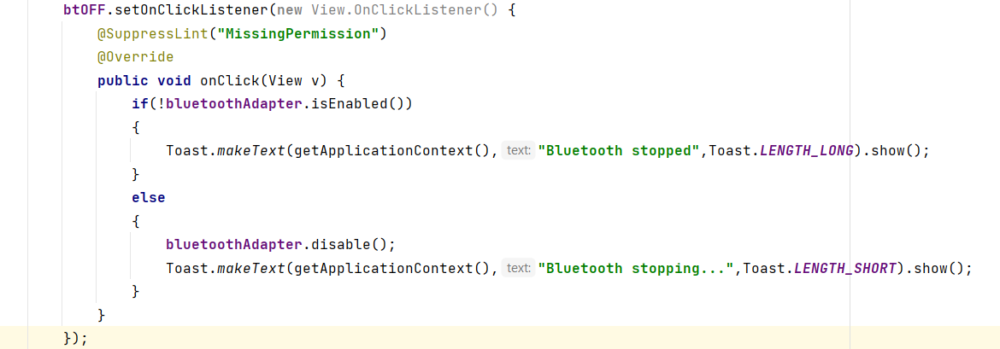 btOFF.setOnClickListener(new View.OnClickListener() {
@SuppressLint("MissingPermission")
@Override
public void onClick(View v) {
if(!bluetoothAdapter.isEnabled())
{
Toast.makeText(getApplicationContext(), text: "Bluetooth stopped",Toast.LENGTH_LONG).show();
}
else
{
bluetoothAdapter.disable();
Toast.makeText(getApplicationContext(), text: "Bluetooth stopping...",Toast.LENGTH_SHORT).show();
}
}
});